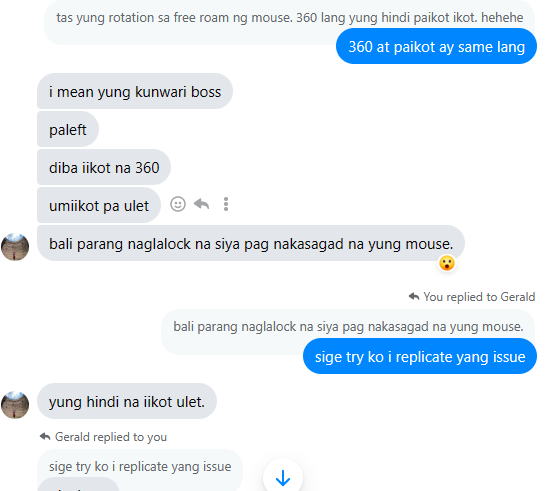 tas yung rotation sa free roam ng mouse. 360 lang yung hindi paikot ikot. hehehe
360 at paikot ay same lang
i mean yung kunwari boss
paleft
diba iikot na 360
umiikot pa ulet
bali parang naglalock na siya pag nakasagad na yung mouse.
You replied to Gerald
bali parang naglalock na siya pag nakasagad na yung mouse.
sige try ko i replicate yang issue
yung hindi na iikot ulet.
Gerald replied to you
sige try ko i replicate yang issue